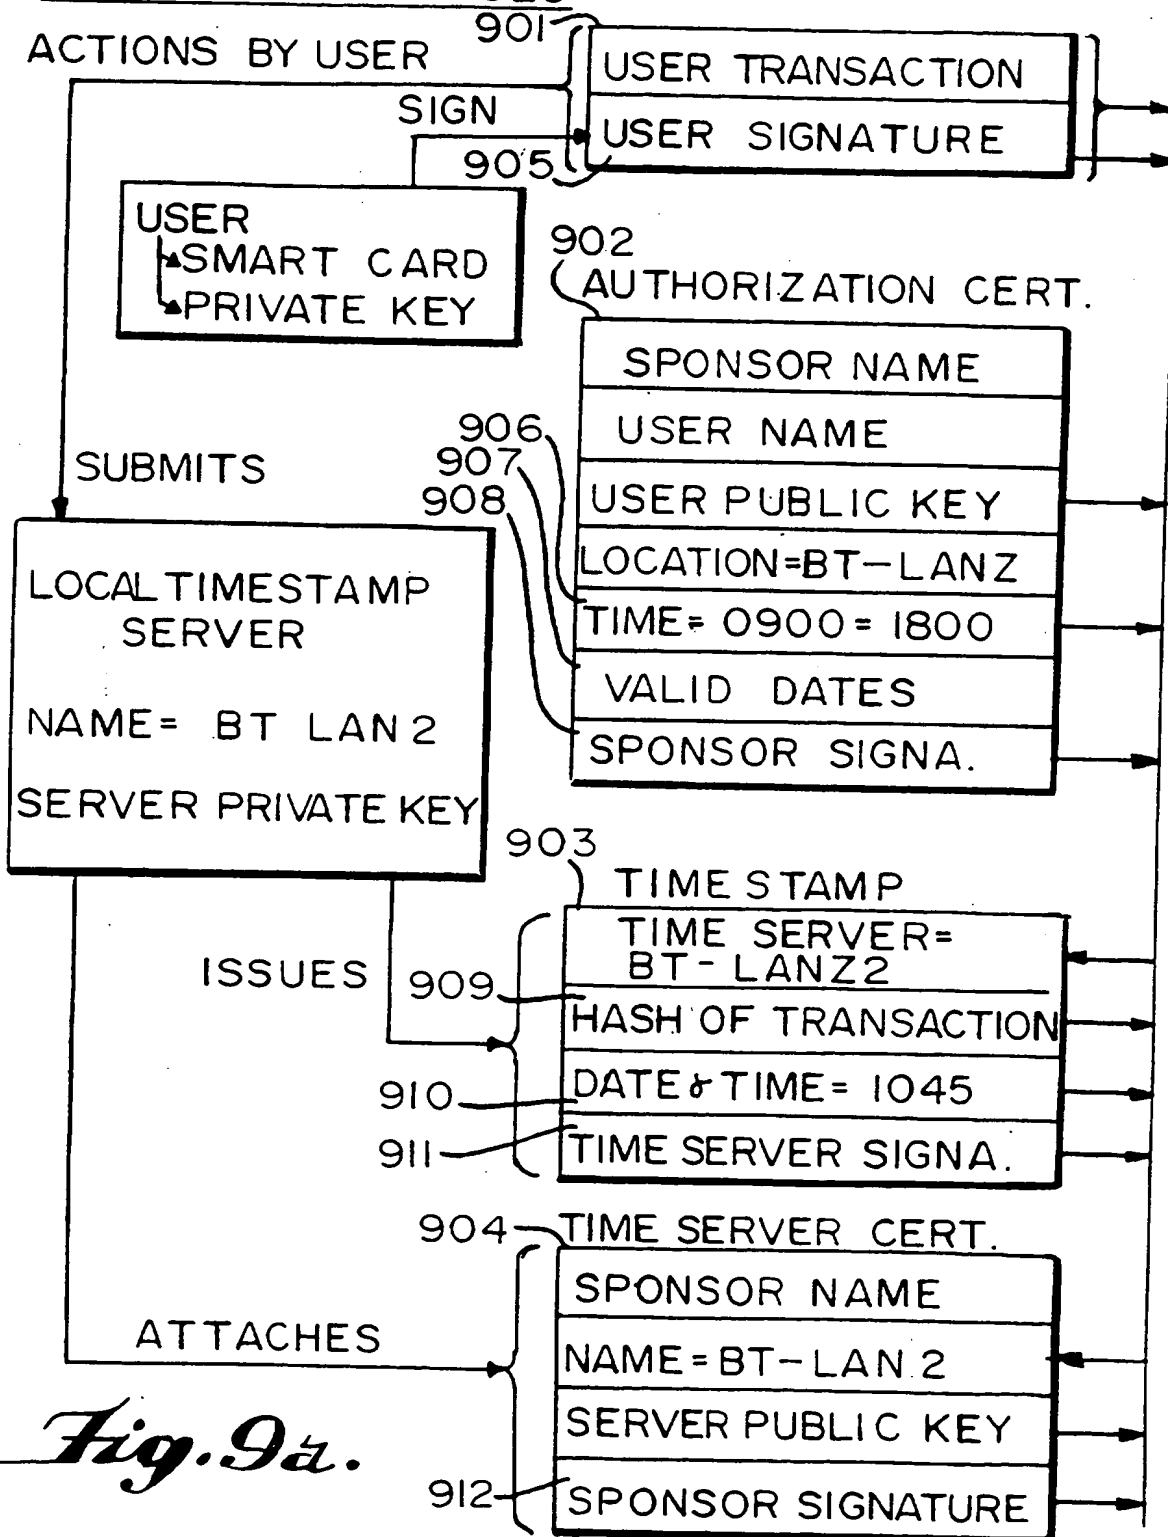 901
ACTIONS BY USER
USER TRANSACTION
SIGN
USER SIGNATURE
905
USER
SMART CARD
PRIVATE KEY
902
AUTHORIZATION CERT.
SPONSOR NAME
906
USER NAME
907
SUBMITS
908
USER PUBLIC KEY
LOCATION=BT-LANZ
TIME= 0900= 1800
VALID DATES
SPONSOR SIGNA.
LOCAL TIMESTAMP
SERVER
NAME= BT LAN 2
SERVER PRIVATE KEY
903
TIME STAMP
TIME SERVER=
BT-LANZ2
ISSUES
909
HASH OF TRANSACTION
910
DATE & TIME= 1045
911
TIME SERVER SIGNA.
904
TIME SERVER CERT.
SPONSOR NAME
ATTACHES
NAME=BT-LAN 2
SERVER PUBLIC KEY
912
SPONSOR SIGNATURE
Fig. 9a.